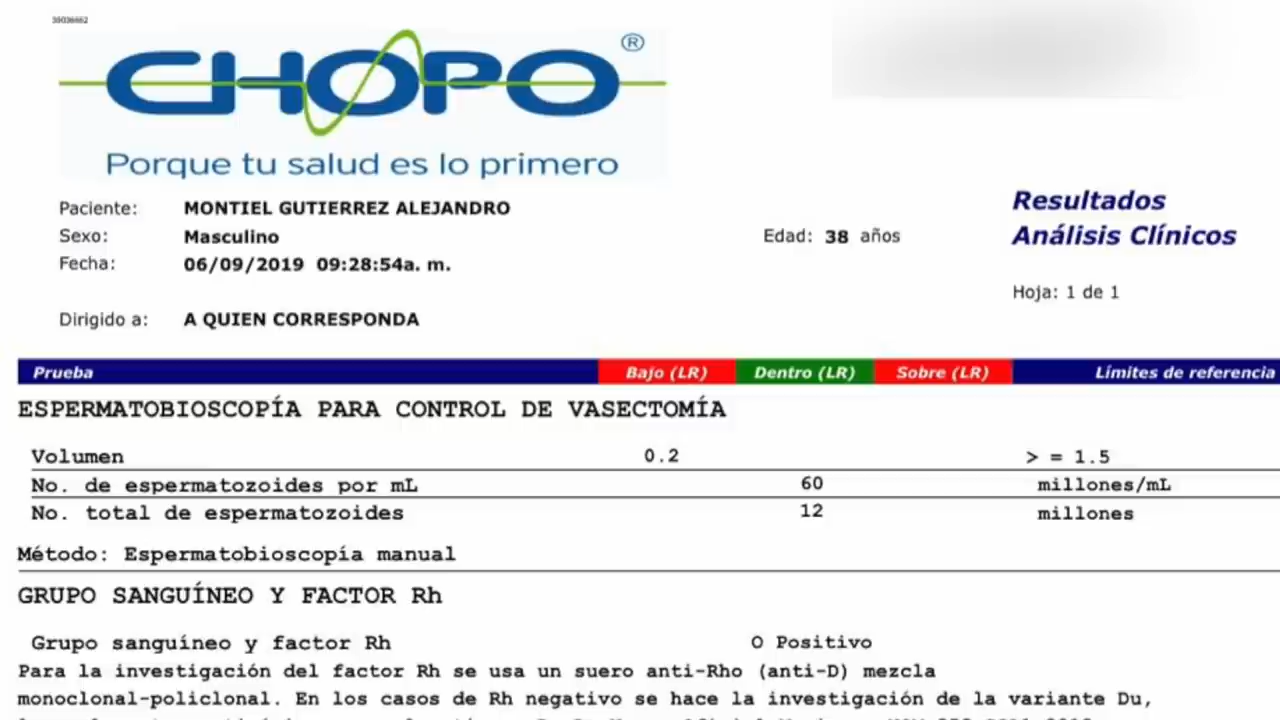 39036662
CHOPO®
Porque tu salud es lo primero
Paciente: MONTIEL GUTIERREZ ALEJANDRO
Sexo: Masculino
Edad: 38 años
Fecha: 06/09/2019 09:28:54a. m.
Resultados
Análisis Clínicos
Hoja: 1 de 1
Dirigido a: A QUIEN CORRESPONDA
Prueba Bajo (LR) Dentro (LR) Sobre (LR) Límites de referencia
ESPERMATOBIOSCOPÍA PARA CONTROL DE VASECTOMÍA
Volumen 0.2 > = 1.5
No. de espermatozoides por mL 60 millones/mL
No. total de espermatozoides 12 millones
Método: Espermatobioscopía manual
GRUPO SANGUÍNEO Y FACTOR Rh
Grupo sanguíneo y factor Rh O Positivo
Para la investigación del factor Rh se usa un suero anti-Rho (anti-D) mezcla
monoclonal-policlonal. En los casos de Rh negativo se hace la investigación de la variante Du,